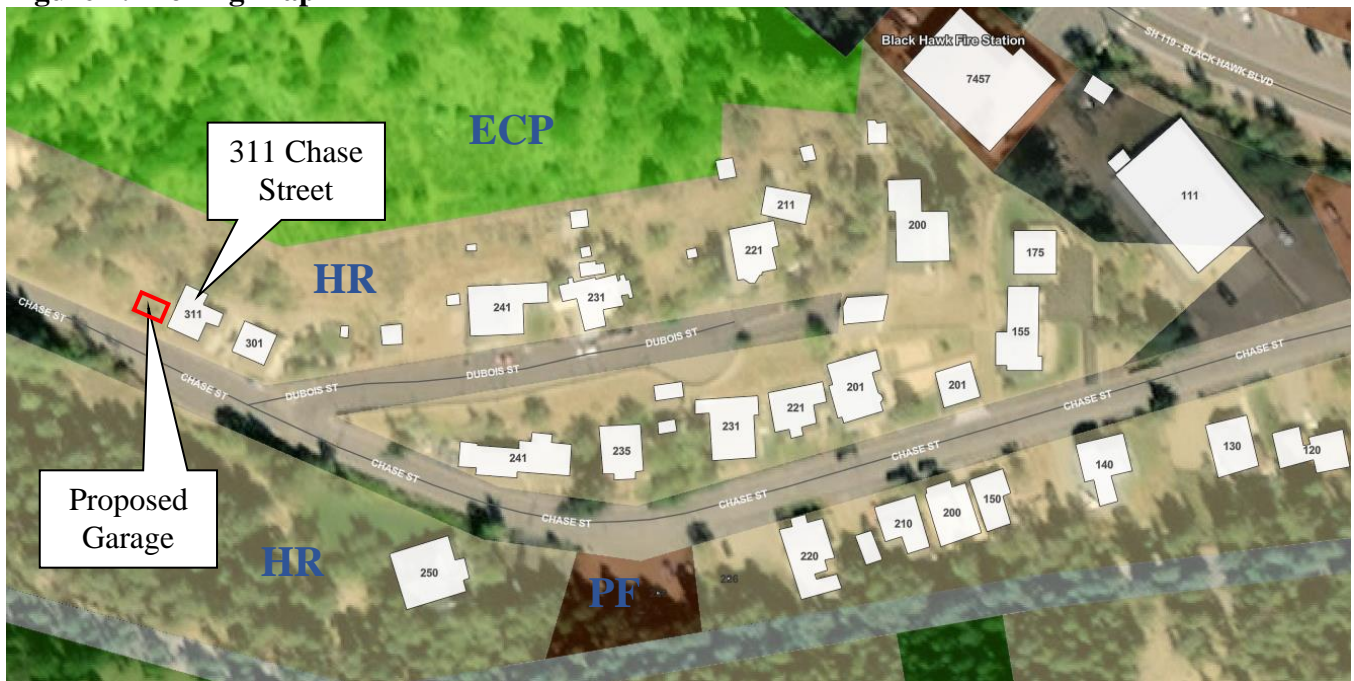 Black Hawk Fire Station
7457
SH 119 - BLACK HAWK BLVD
ECP
311 Chase
Street
111
211
200
221
175
HR
241
231
CHASE ST
311
301
DUBOIS ST
155
DUBOIS ST
CHASE ST
DUBOIS ST
201
201
CHASE ST
CHASE ST
221
231
CHASE ST
130
120
241
235
140
CHASE ST
CHASE ST
Proposed
Garage
CHASE ST
150
200
210
220
HR
250
PF